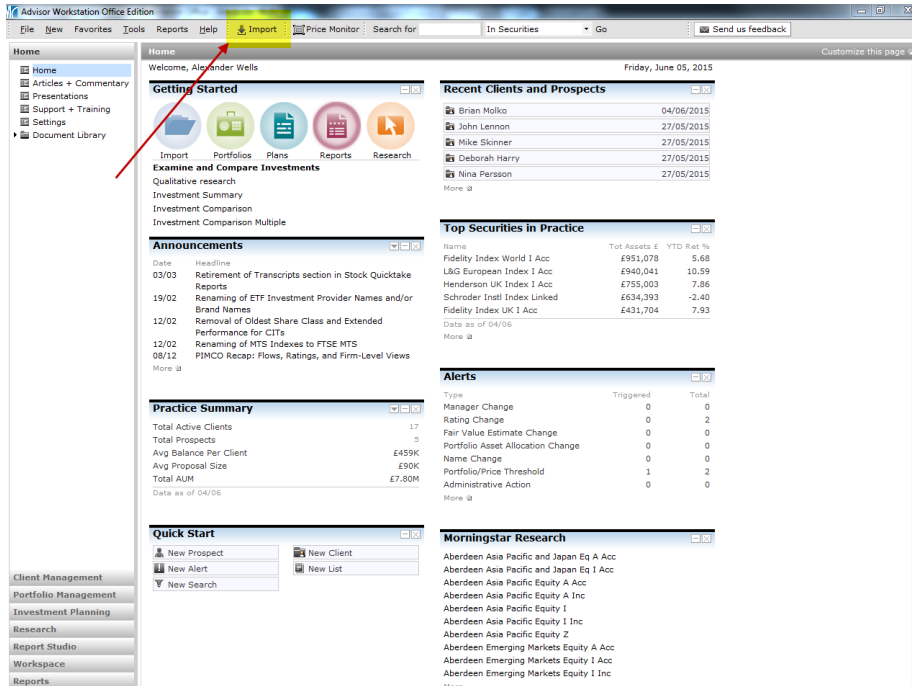 Advisor Workstation Office Edition
File New Favorites Tools Reports Help Import Price Monitor Search for In Securities Go Send us feedback
Home
Home
Articles + Commentary
Presentations
Support + Training
Settings
Document Library
Client Management
Portfolio Management
Investment Planning
Research
Report Studio
Workspace
Reports
Home Customize this page
Welcome, Alexander Wells Friday, June 05, 2015
Getting Started
Import Portfolios Plans Reports Research
Examine and Compare Investments
Qualitative research
Investment Summary
Investment Comparison
Investment Comparison Multiple
Announcements
Date Headline
03/03 Retirement of Transcripts section in Stock Quicktake
Reports
19/02 Renaming of ETF Investment Provider Names and/or
Brand Names
12/02 Removal of Oldest Share Class and Extended
Performance for CITs
12/02 Renaming of MTS Indexes to FTSE MTS
08/12 PIMCO Recap: Flows, Ratings, and Firm-Level Views
More
Practice Summary
Total Active Clients 17
Total Prospects 5
Avg Balance Per Client £459K
Avg Proposal Size £90K
Total AUM £7.80M
Data as of 04/06
Quick Start
New Prospect New Client
New Alert New List
New Search
Recent Clients and Prospects
Brian Molko 04/06/2015
John Lennon 27/05/2015
Mike Skinner 27/05/2015
Deborah Harry 27/05/2015
Nina Persson 27/05/2015
More
Top Securities in Practice
Name Tot Assets £ YTD Ret %
Fidelity Index World I Acc £951,078 5.68
L&G European Index I Acc £940,041 10.59
Henderson UK Index I Acc £755,003 7.86
Schroder Instl Index Linked £634,393 -2.40
Fidelity Index UK I Acc £431,704 7.93
Data as of 04/06
More
Alerts
Type Triggered Total
Manager Change 0 0
Rating Change 0 2
Fair Value Estimate Change 0 0
Portfolio Asset Allocation Change 0 0
Name Change 0 0
Portfolio/Price Threshold 1 2
Administrative Action 0 0
More
Morningstar Research
Aberdeen Asia Pacific and Japan Eq A Acc
Aberdeen Asia Pacific and Japan Eq I Acc
Aberdeen Asia Pacific Equity A Acc
Aberdeen Asia Pacific Equity A Inc
Aberdeen Asia Pacific Equity I
Aberdeen Asia Pacific Equity I Inc
Aberdeen Asia Pacific Equity Z
Aberdeen Emerging Markets Equity A Acc
Aberdeen Emerging Markets Equity I Acc
Aberdeen Emerging Markets Equity I Inc